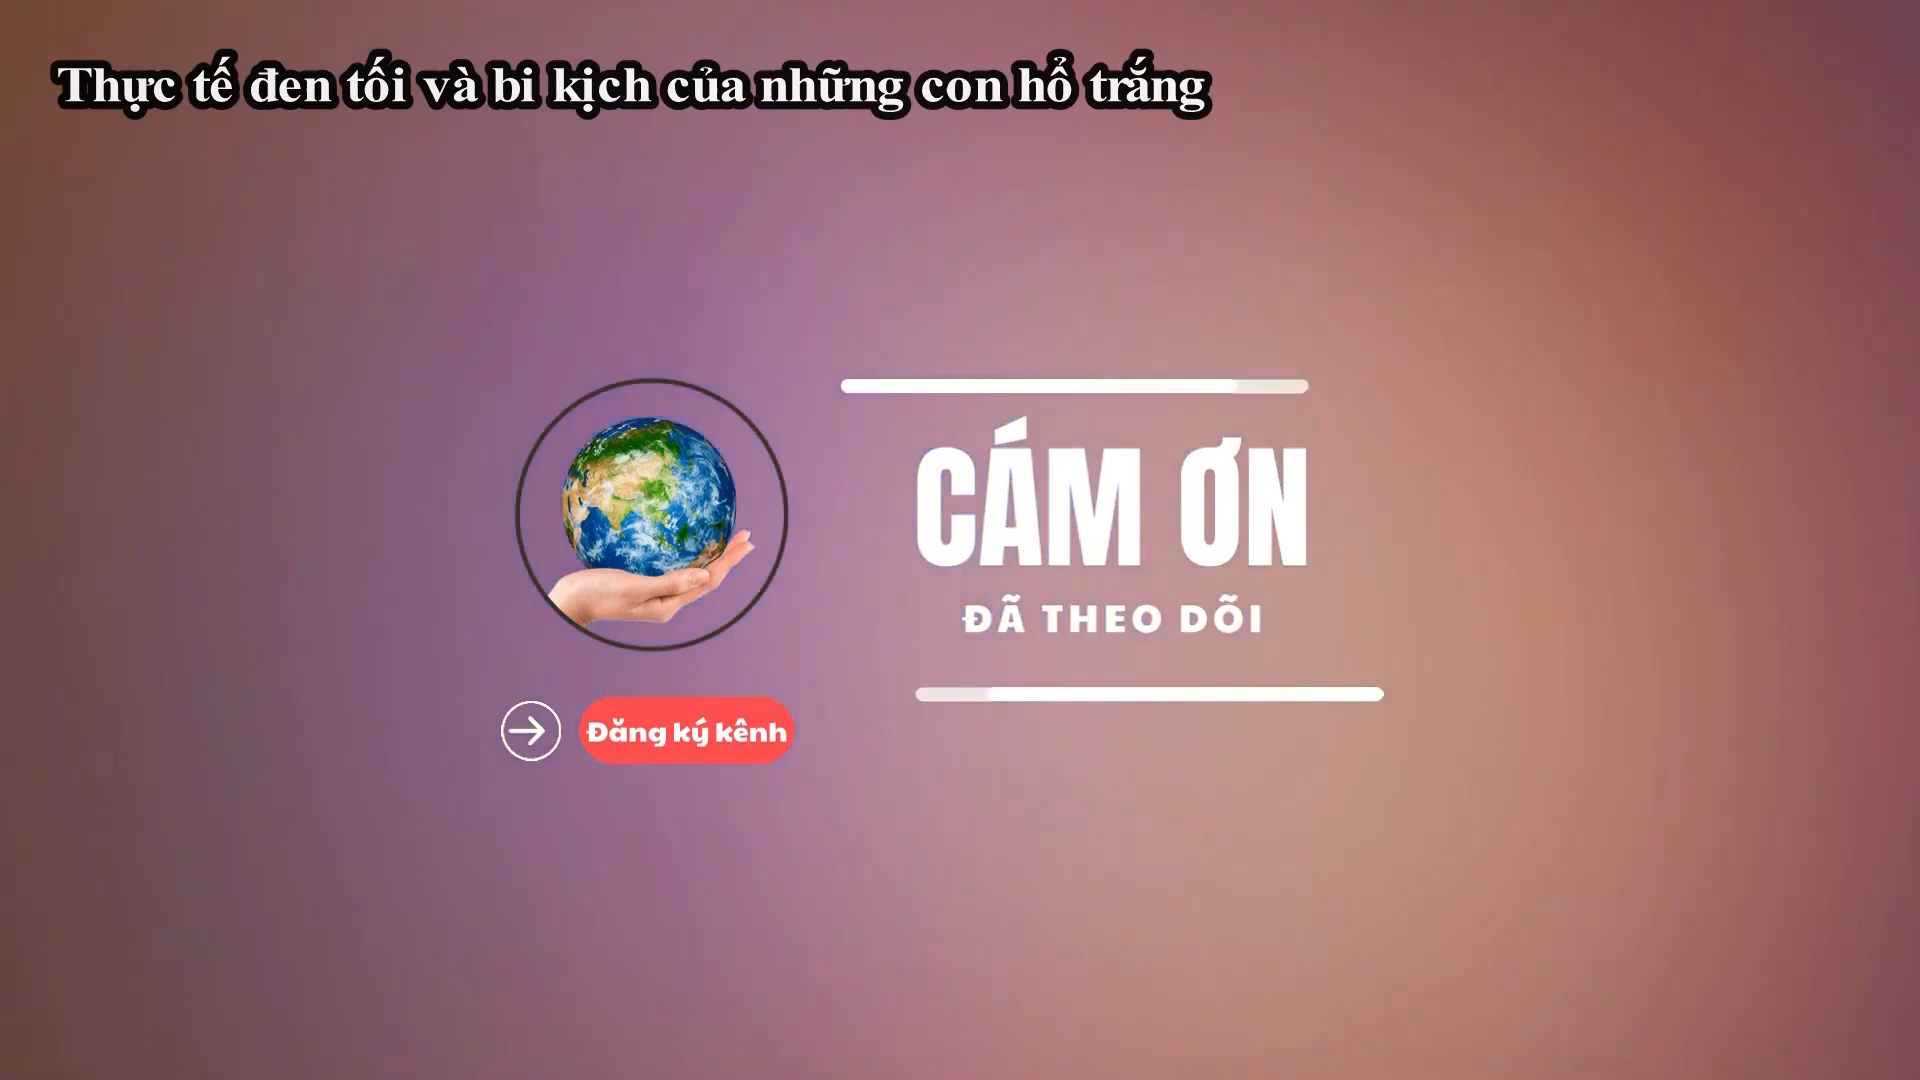 Thực tế đen tối và bi kịch của những con hổ trắng
CÁM ƠN
ĐÃ THEO DÕI
Đăng ký kênh